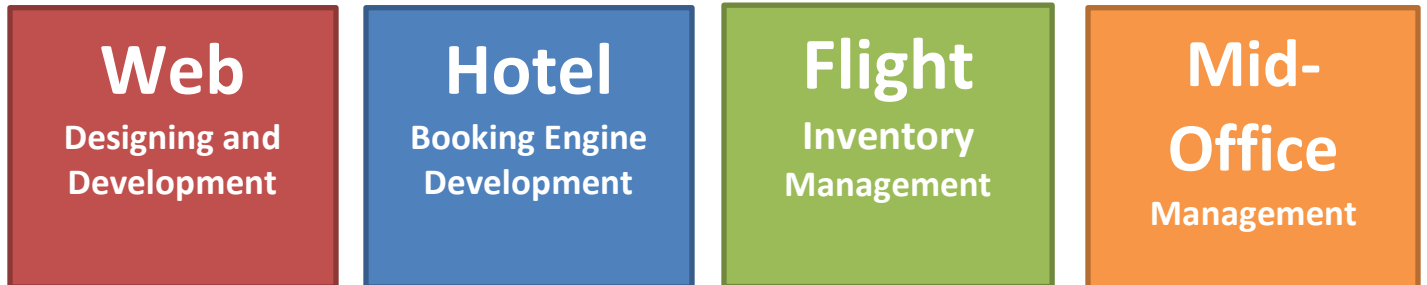 Web
Designing and
Development
Hotel
Booking Engine
Development
Flight
Inventory
Management
Mid-
Office
Management